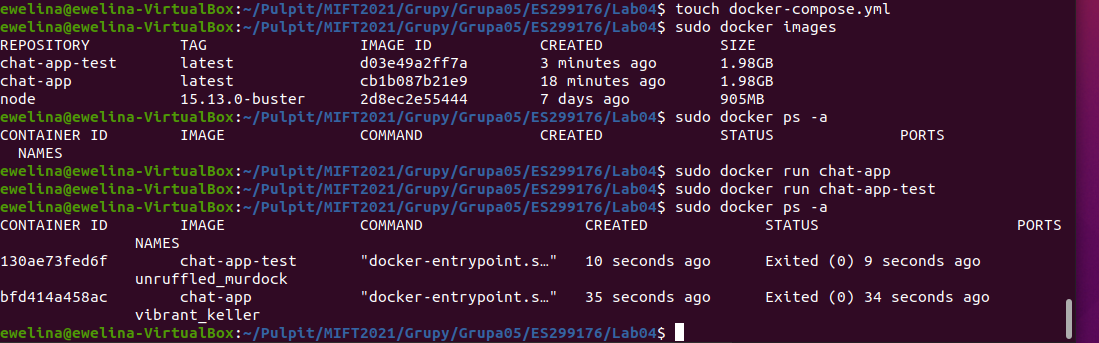 ewelina@ewelina-VirtualBox:~/Pulpit/MIFT2021/Grupy/Grupa05/ES299176/Lab04$ touch docker-compose.yml
ewelina@ewelina-VirtualBox:~/Pulpit/MIFT2021/Grupy/Grupa05/ES299176/Lab04$ sudo docker images
REPOSITORY          TAG                 IMAGE ID            CREATED             SIZE
chat-app-test       latest              d03e49a2ff7a        3 minutes ago       1.98GB
chat-app            latest              cb1b087b21e9        18 minutes ago      1.98GB
node                15.13.0-buster      2d8ec2e55444        7 days ago          905MB
ewelina@ewelina-VirtualBox:~/Pulpit/MIFT2021/Grupy/Grupa05/ES299176/Lab04$ sudo docker ps -a
CONTAINER ID        IMAGE               COMMAND             CREATED             STATUS              PORTS
  NAMES
ewelina@ewelina-VirtualBox:~/Pulpit/MIFT2021/Grupy/Grupa05/ES299176/Lab04$ sudo docker run chat-app
ewelina@ewelina-VirtualBox:~/Pulpit/MIFT2021/Grupy/Grupa05/ES299176/Lab04$ sudo docker run chat-app-test
ewelina@ewelina-VirtualBox:~/Pulpit/MIFT2021/Grupy/Grupa05/ES299176/Lab04$ sudo docker ps -a
CONTAINER ID        IMAGE               COMMAND                  CREATED             STATUS                      PORTS
               NAMES
130ae73fed6f        chat-app-test       "docker-entrypoint.s…"   10 seconds ago      Exited (0) 9 seconds ago
               unruffled_murdock
bfd414a458ac        chat-app            "docker-entrypoint.s…"   35 seconds ago      Exited (0) 34 seconds ago
               vibrant_keller
ewelina@ewelina-VirtualBox:~/Pulpit/MIFT2021/Grupy/Grupa05/ES299176/Lab04$